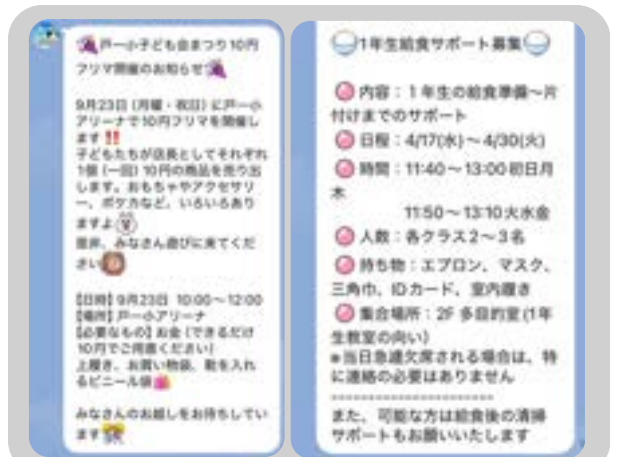 戸一小子ども会まつり10円
フリマ開催のお知らせ
9月23日 (月曜・祝日) に戸一小
アリーナで10円フリマを開催し
ます‼️
子どもたちが店長としてそれぞれ
1個 (一回) 10円の商品を売り出
します。おもちゃやアクセサリ
ー、ポケカなど、いろいろあり
ますよ
是非、みなさん遊びに来てくだ
さい
【日時】9月23日 10:00～12:00
【場所】戸一小アリーナ
【必要なもの】お金 (できるだけ
10円でご用意ください)
上履き、お買い物袋、靴を入れ
るビニール袋
みなさんのお越しをお待ちしてい
ます
1年生給食サポート募集
内容：1年生の給食準備～片
付けまでのサポート
日程：4/17(水)～4/30(火)
時間：11:40～13:00 初日月
木
11:50～13:10 火水金
人数：各クラス2～3名
持ち物：エプロン、マスク、
三角巾、IDカード、室内履き
集合場所：2F 多目的室(1年
生教室の向い)
※当日急遽欠席される場合は、特
に連絡の必要はありません
-----------------------
また、可能な方は給食後の清掃
サポートもお願いいたします